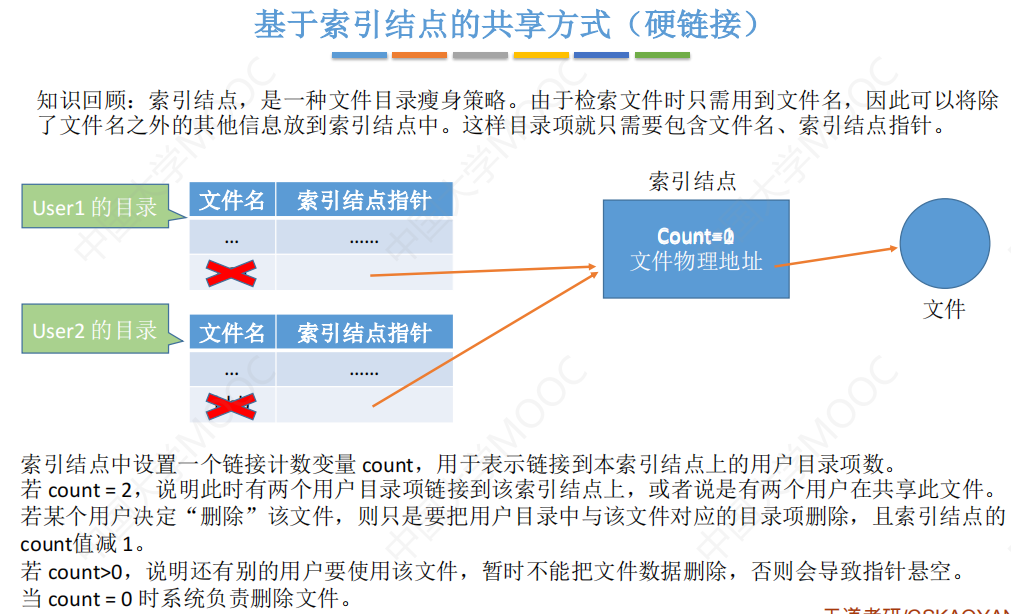 基于索引结点的共享方式（硬链接）
知识回顾：索引结点，是一种文件目录瘦身策略。由于检索文件时只需用到文件名，因此可以将除
了文件名之外的其他信息放到索引结点中。这样目录项就只需要包含文件名、索引结点指针。
索引结点
User1 的目录
文件名 索引结点指针
... ......
Count=
文件物理地址
文件
User2 的目录
文件名 索引结点指针
... ......
索引结点中设置一个链接计数变量 count，用于表示链接到本索引结点上的用户目录项数。
若 count = 2，说明此时有两个用户目录项链接到该索引结点上，或者说是有两个用户在共享此文件。
若某个用户决定“删除”该文件，则只是要把用户目录中与该文件对应的目录项删除，且索引结点的
count值减 1。
若 count>0，说明还有别的用户要使用该文件，暂时不能把文件数据删除，否则会导致指针悬空。
当 count = 0 时系统负责删除文件。
中国大学MOOC